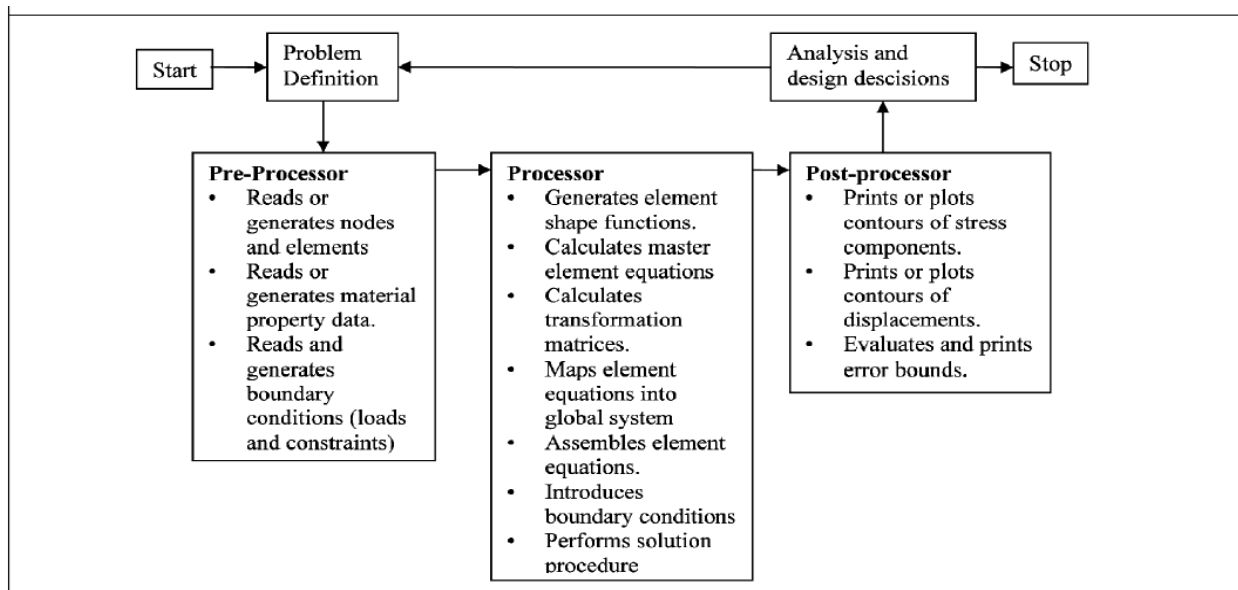 Start
Problem
Definition
Analysis and
design descisions
Stop
Pre-Processor
• Reads or
generates nodes
and elements
• Reads or
generates material
property data.
• Reads and
generates
boundary
conditions (loads
and constraints)
Processor
• Generates element
shape functions.
• Calculates master
element equations
• Calculates
transformation
matrices.
• Maps element
equations into
global system
• Assembles element
equations.
• Introduces
boundary conditions
• Performs solution
procedure
Post-processor
• Prints or plots
contours of stress
components.
• Prints or plots
contours of
displacements.
• Evaluates and prints
error bounds.